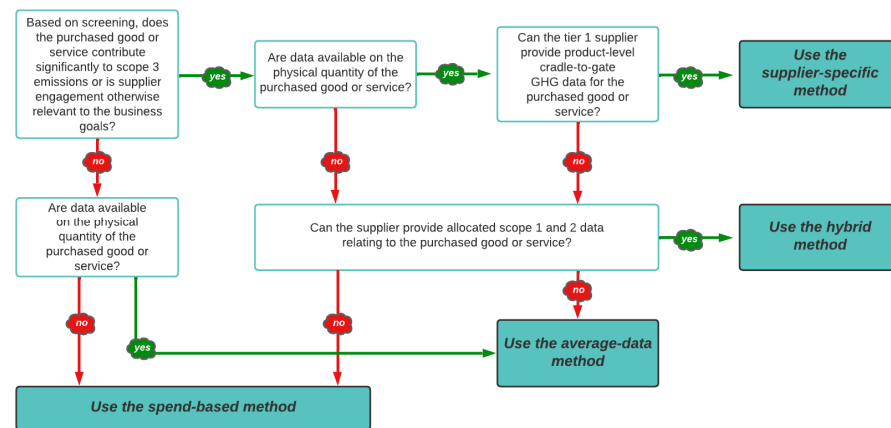 Based on screening, does
the purchased good or
service contribute
significantly to scope 3
emissions or is supplier
engagement otherwise
relevant to the business
goals?
yes
Are data available on the
physical quantity of the
purchased good or service?
yes
Can the tier 1 supplier
provide product-level
cradle-to-gate
GHG data for the
purchased good or
service?
yes
Use the
supplier-specific
method
no
no
no
Are data available
on the physical
quantity of the
purchased good or
service?
Can the supplier provide allocated scope 1 and 2 data
relating to the purchased good or service?
yes
Use the hybrid
method
no
yes
no
no
Use the average-data
method
Use the spend-based method